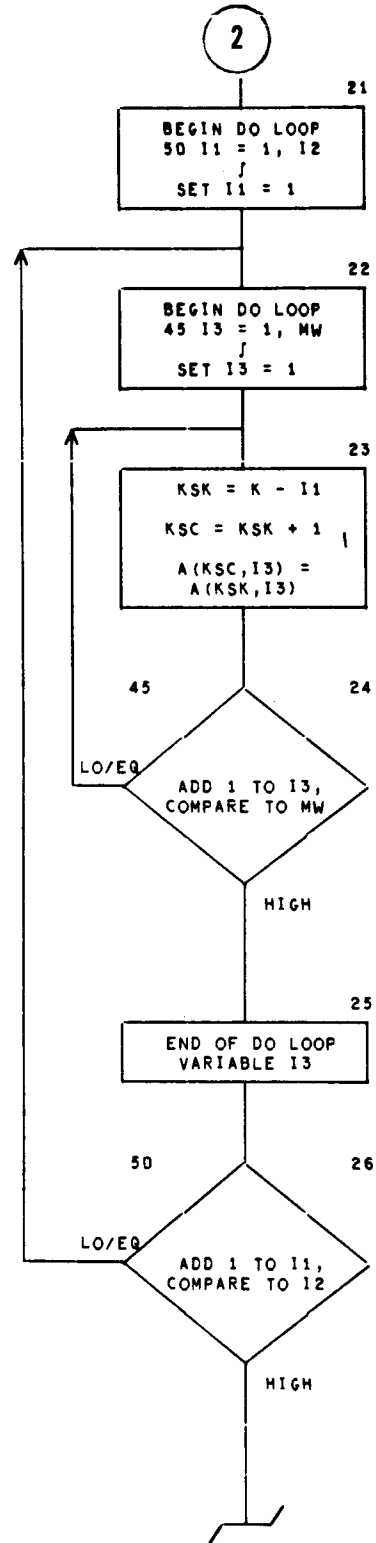 2
21
BEGIN DO LOOP
50 I1 = 1, I2
∫
SET I1 = 1
22
BEGIN DO LOOP
45 I3 = 1, MW
∫
SET I3 = 1
23
KSK = K - I1
KSC = KSK + 1
A(KSC,I3) =
A(KSK,I3)
45 24
LO/EQ
ADD 1 TO I3,
COMPARE TO MW
HIGH
25
END OF DO LOOP
VARIABLE I3
50 26
LO/EQ
ADD 1 TO I1,
COMPARE TO I2
HIGH